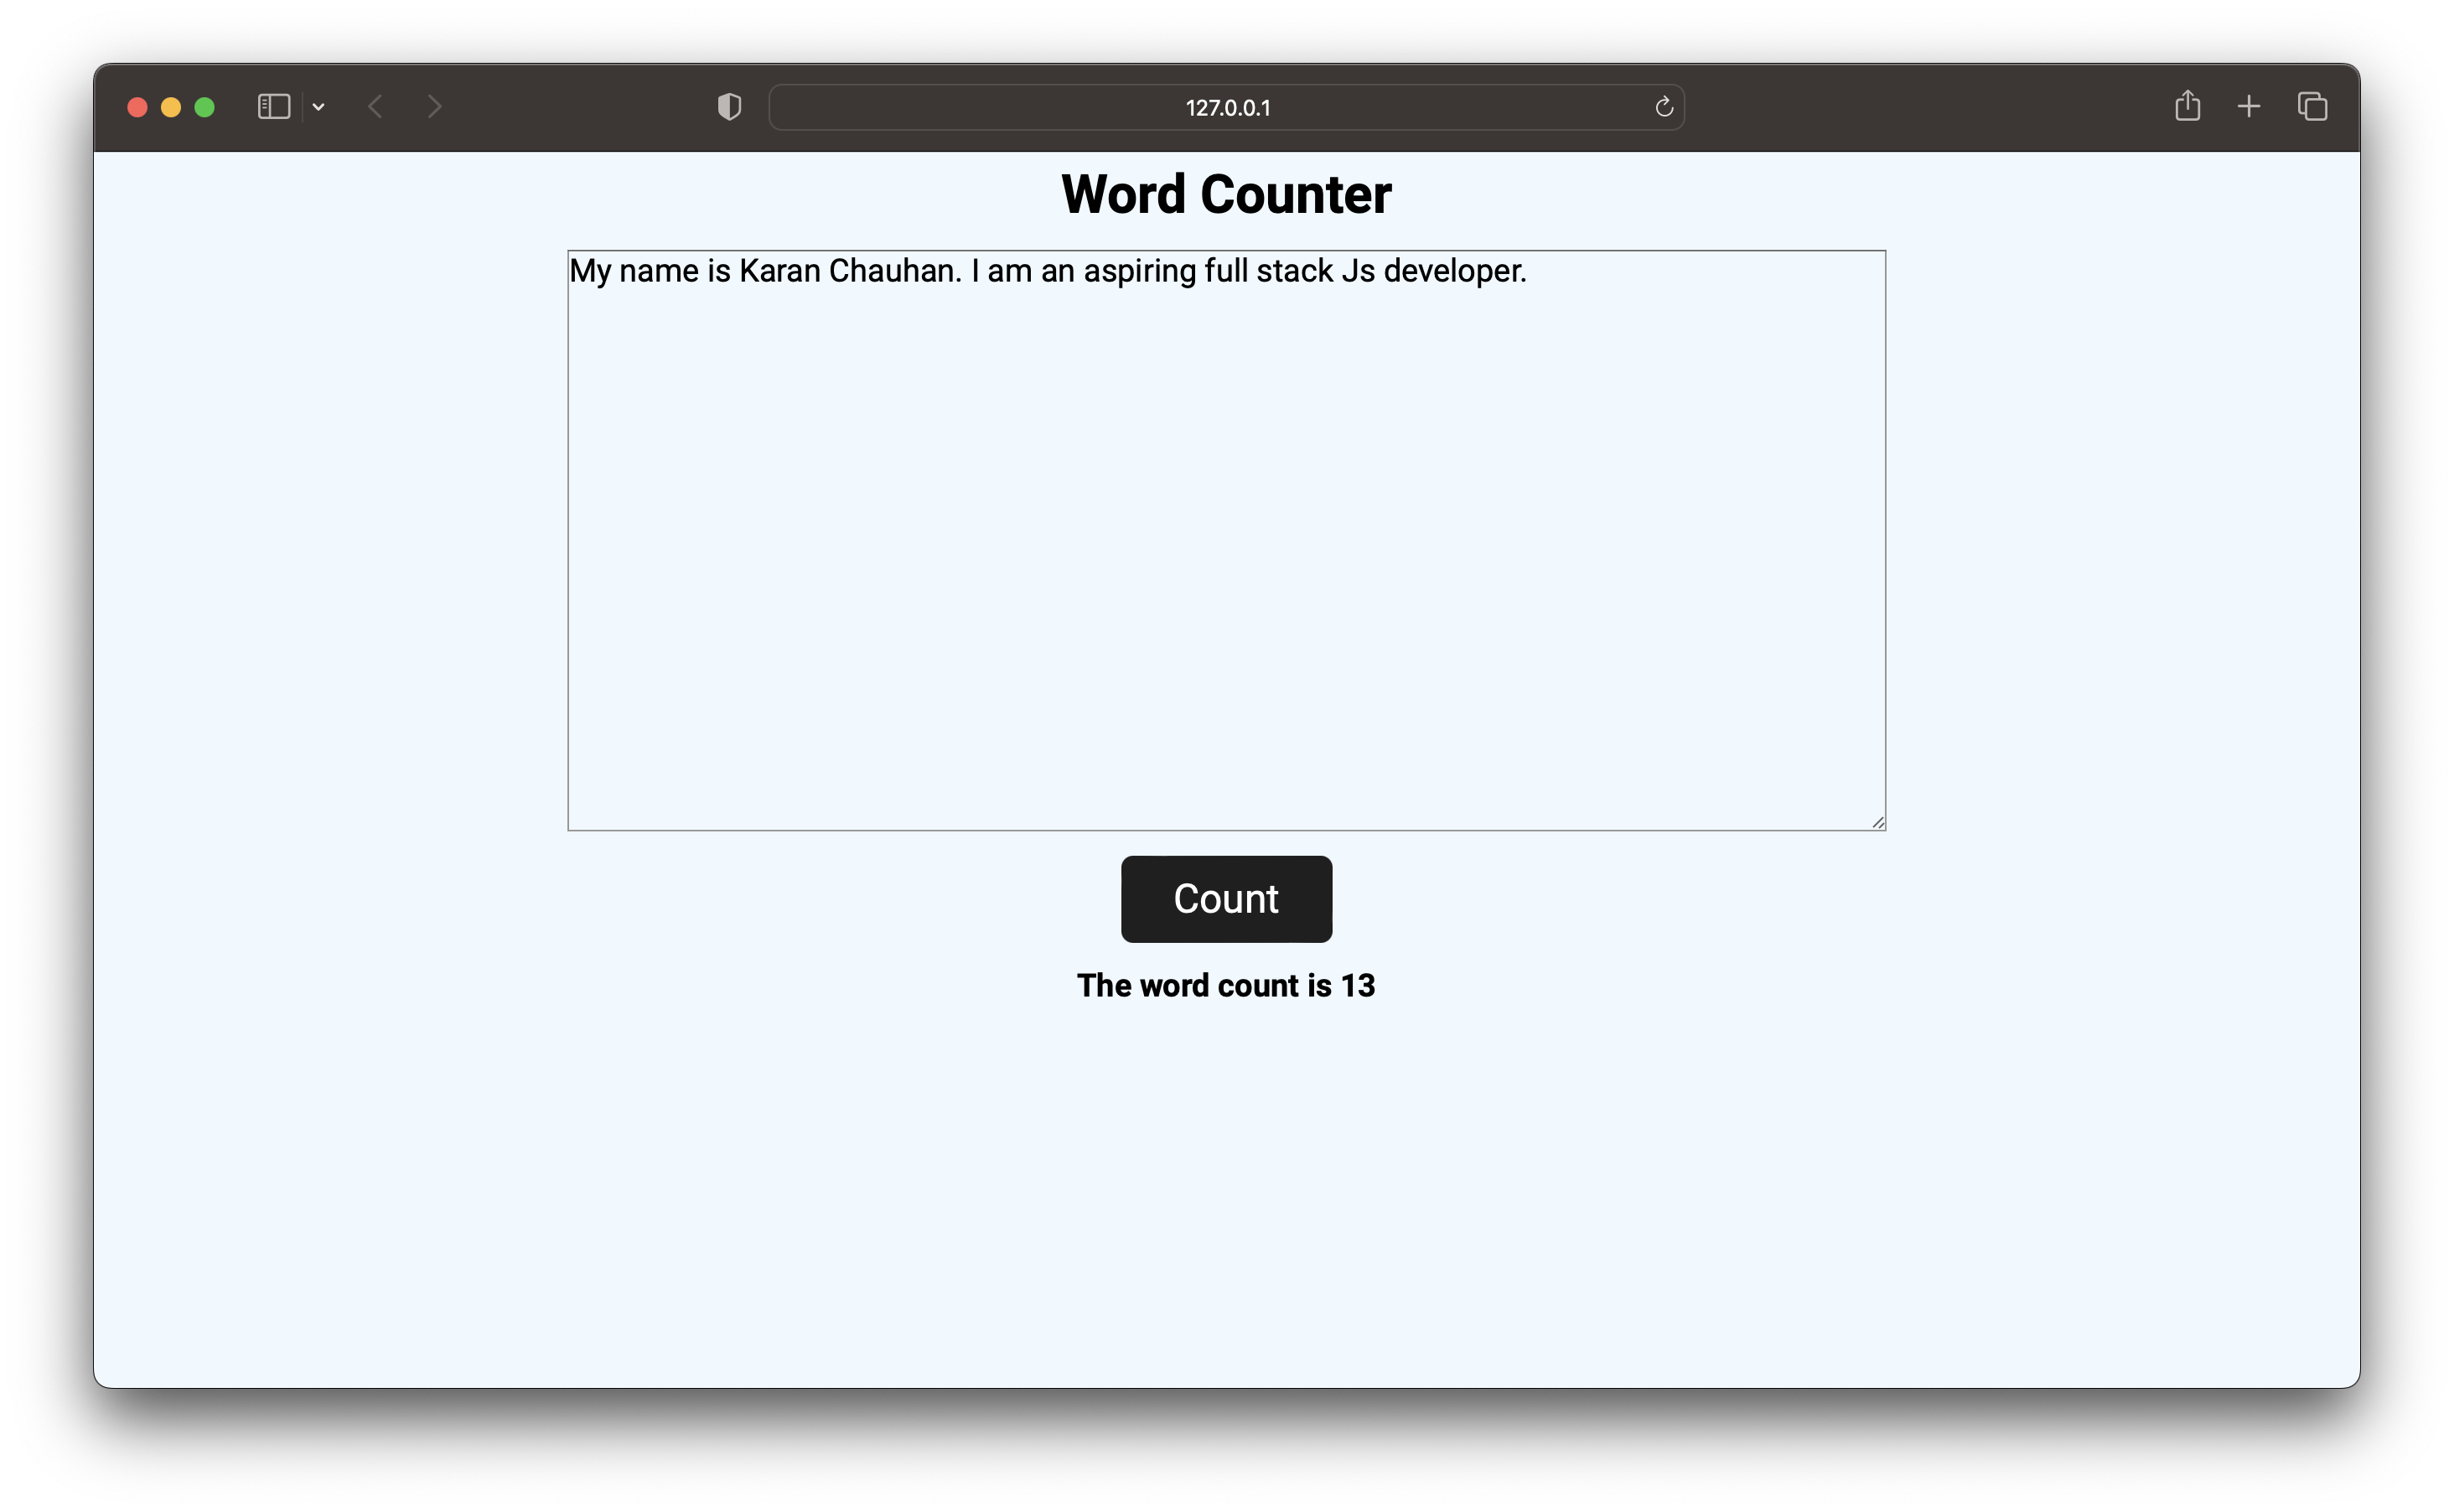 127.0.0.1
Word Counter
My name is Karan Chauhan. I am an aspiring full stack Js developer.
Count
The word count is 13